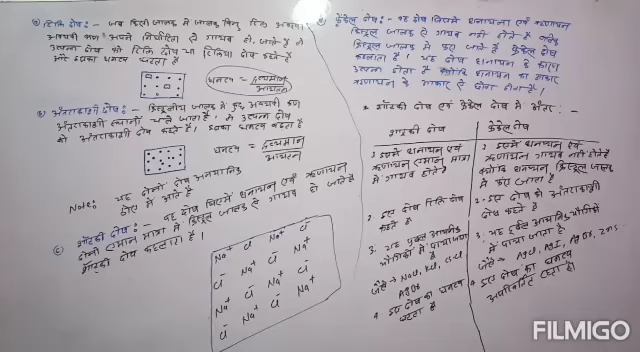 ⓐ रिक्ति दोष :- जब किसी जालक में जालक बिन्दु रिक्त अथवा
अवयवी कण अपने निर्धारित से गायब हो जाते हैं तो
उत्पन्न दोष को रिक्ति दोष या रिक्तिका दोष कहते हैं
और इसका घनत्व घटता है
घनत्व = द्रव्यमान
आयतन
ⓑ अंतराकाशी दोष :- क्रिस्टलीय जालक में कुछ अवयवी कण
अंतराकाशी स्थानों चले जाते हैं। तो उत्पन्न दोष
को अंतराकाशी दोष कहते हैं। इसका घनत्व बढ़ता है
घनत्व = द्रव्यमान
आयतन
Note: यह दोनों दोष अनआयनिक
ठोस में आते हैं
ⓒ शॉटकी दोष :- वह दोष जिसमें धनायन एवं ऋणायन
दोनों समान मात्रा में क्रिस्टल जालक से गायब हो जाते हैं
शॉटकी दोष कहलाता है।
Na+ Cl- Na+ Cl-
Cl- Na+ Cl- Na+
Na+ Cl- Na+ Cl-
Cl- Na+ Cl- Na+
फ्रेंकेल दोष :- वह दोष जिसमें धनायन एवं ऋणायन
क्रिस्टल जालक से गायब नहीं होते हैं बल्कि
क्रिस्टल जालक में फंस जाते हैं फ्रेंकेल दोष
कहलाता है। यह दोष धनायन के कारण
उत्पन्न होता है क्योंकि धनायन का आकार
ऋणायन के आकार से छोटा होता है।
* शॉटकी दोष एवं फ्रेंकेल दोष में अंतर : -
शॉटकी दोष
1 इसमें धनायन एवं
ऋणायन समान मात्रा
में गायब होते हैं
2. इसे दोष रिक्ति दोष
कहते हैं
3. यह प्रबल आयनिक
यौगिकों में पाया जाता
है
जैसे → NaCl, KCl, CsCl
AgBr
4 इस दोष का घनत्व
घटता है
फ्रेंकेल दोष
1 इसमें धनायन एवं
ऋणायन गायब नहीं होते हैं
क्योंकि धनायन क्रिस्टल जालक
में फंस जाता है
2- इस दोष को अंतराकाशी
दोष कहते हैं
3. यह दुर्बल आयनिक यौगिकों
में पाया जाता है
जैसे → AgCl, AgI, AgBr, ZnS
4 इस दोष का घनत्व
अपरिवर्तित रहता है।
FILMIGO